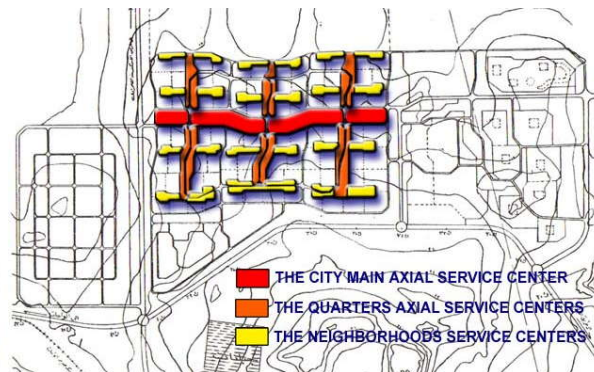 THE CITY MAIN AXIAL SERVICE CENTER
THE QUARTERS AXIAL SERVICE CENTERS
THE NEIGHBORHOODS SERVICE CENTERS